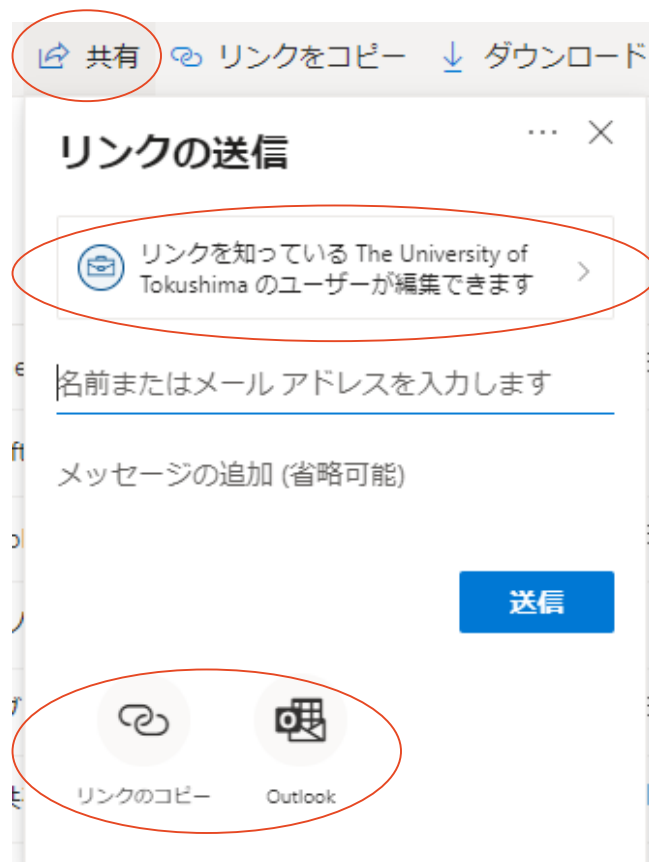 共有 リンクをコピー ダウンロード
リンクの送信
リンクを知っている The University of
Tokushima のユーザーが編集できます
名前またはメール アドレスを入力します
メッセージの追加 (省略可能)
送信
リンクのコピー Outlook